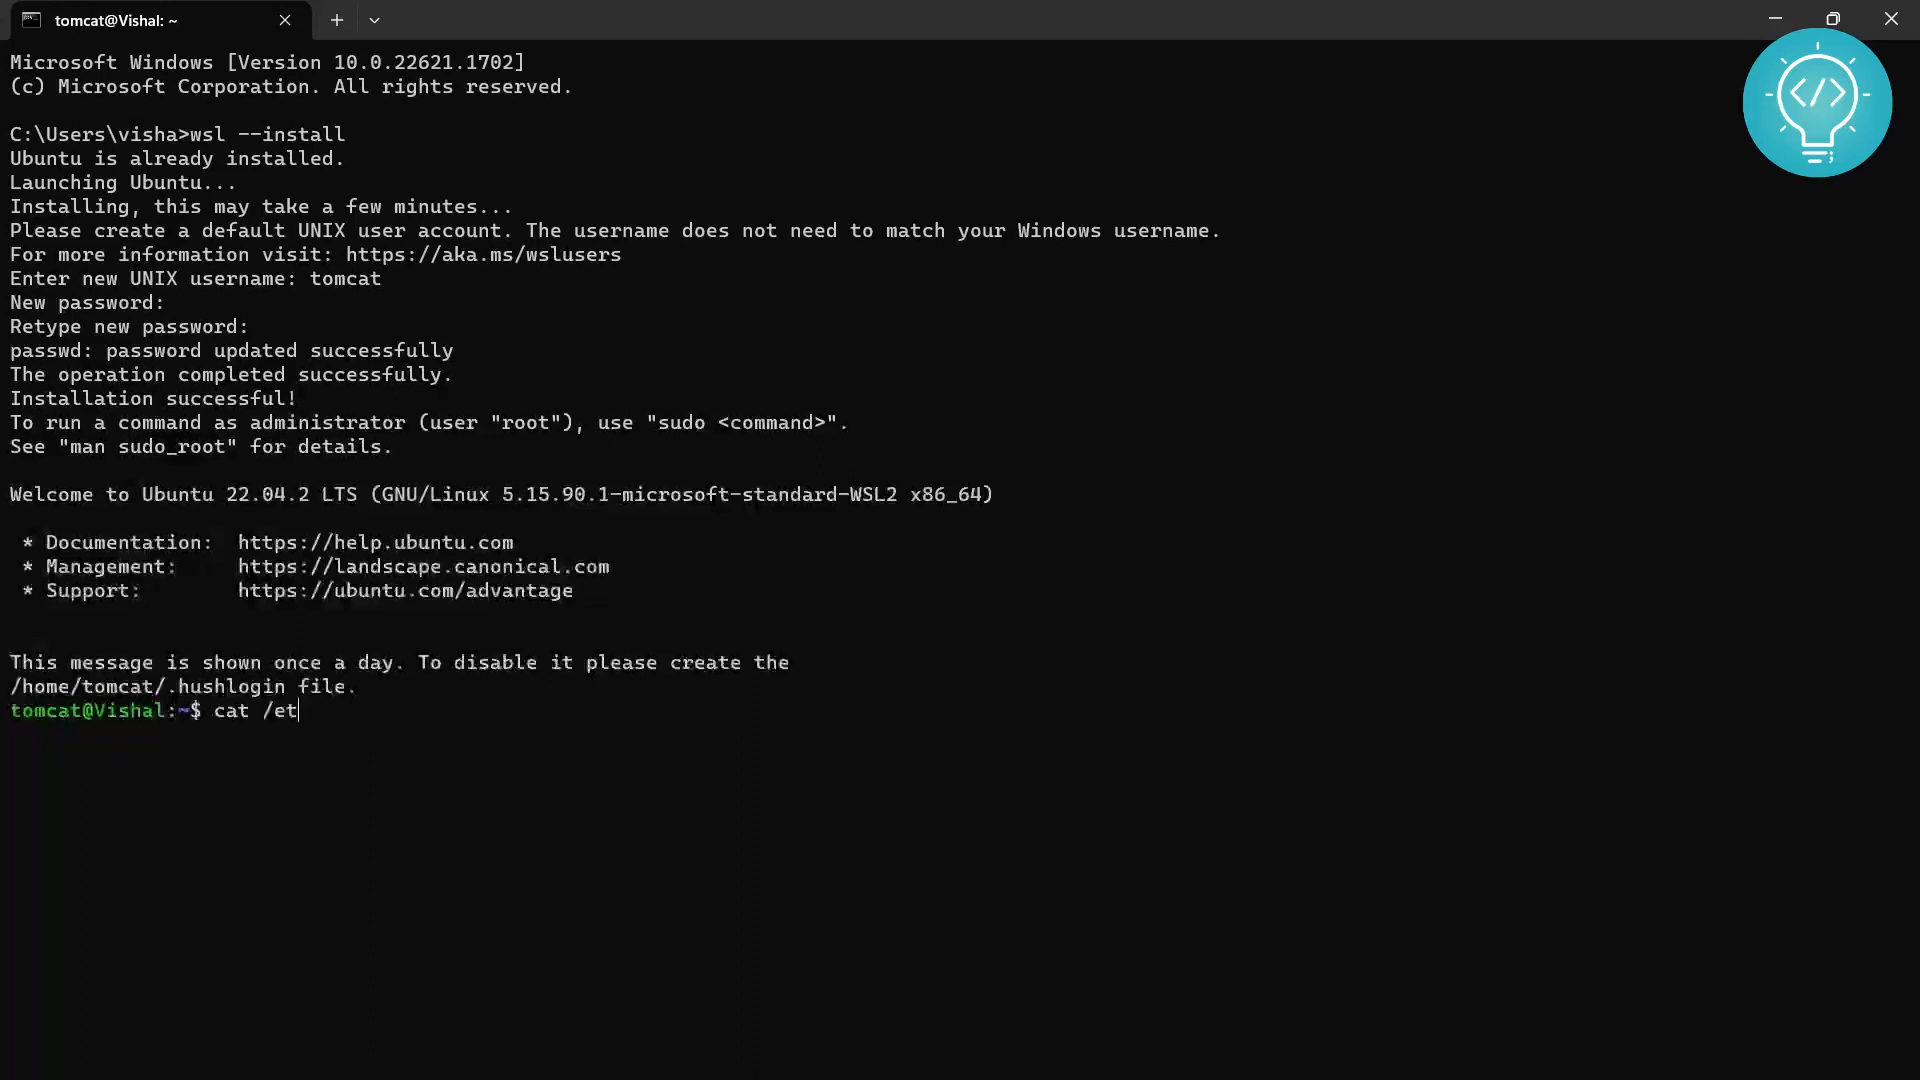 tomcat@Vishal: ~
Microsoft Windows [Version 10.0.22621.1702]
(c) Microsoft Corporation. All rights reserved.
C:\Users\visha>wsl --install
Ubuntu is already installed.
Launching Ubuntu...
Installing, this may take a few minutes...
Please create a default UNIX user account. The username does not need to match your Windows username.
For more information visit: https://aka.ms/wslusers
Enter new UNIX username: tomcat
New password:
Retype new password:
passwd: password updated successfully
The operation completed successfully.
Installation successful!
To run a command as administrator (user "root"), use "sudo <command>".
See "man sudo_root" for details.
Welcome to Ubuntu 22.04.2 LTS (GNU/Linux 5.15.90.1-microsoft-standard-WSL2 x86_64)
* Documentation:  https://help.ubuntu.com
* Management:     https://landscape.canonical.com
* Support:        https://ubuntu.com/advantage
This message is shown once a day. To disable it please create the
/home/tomcat/.hushlogin file.
tomcat@Vishal:~$ cat /et